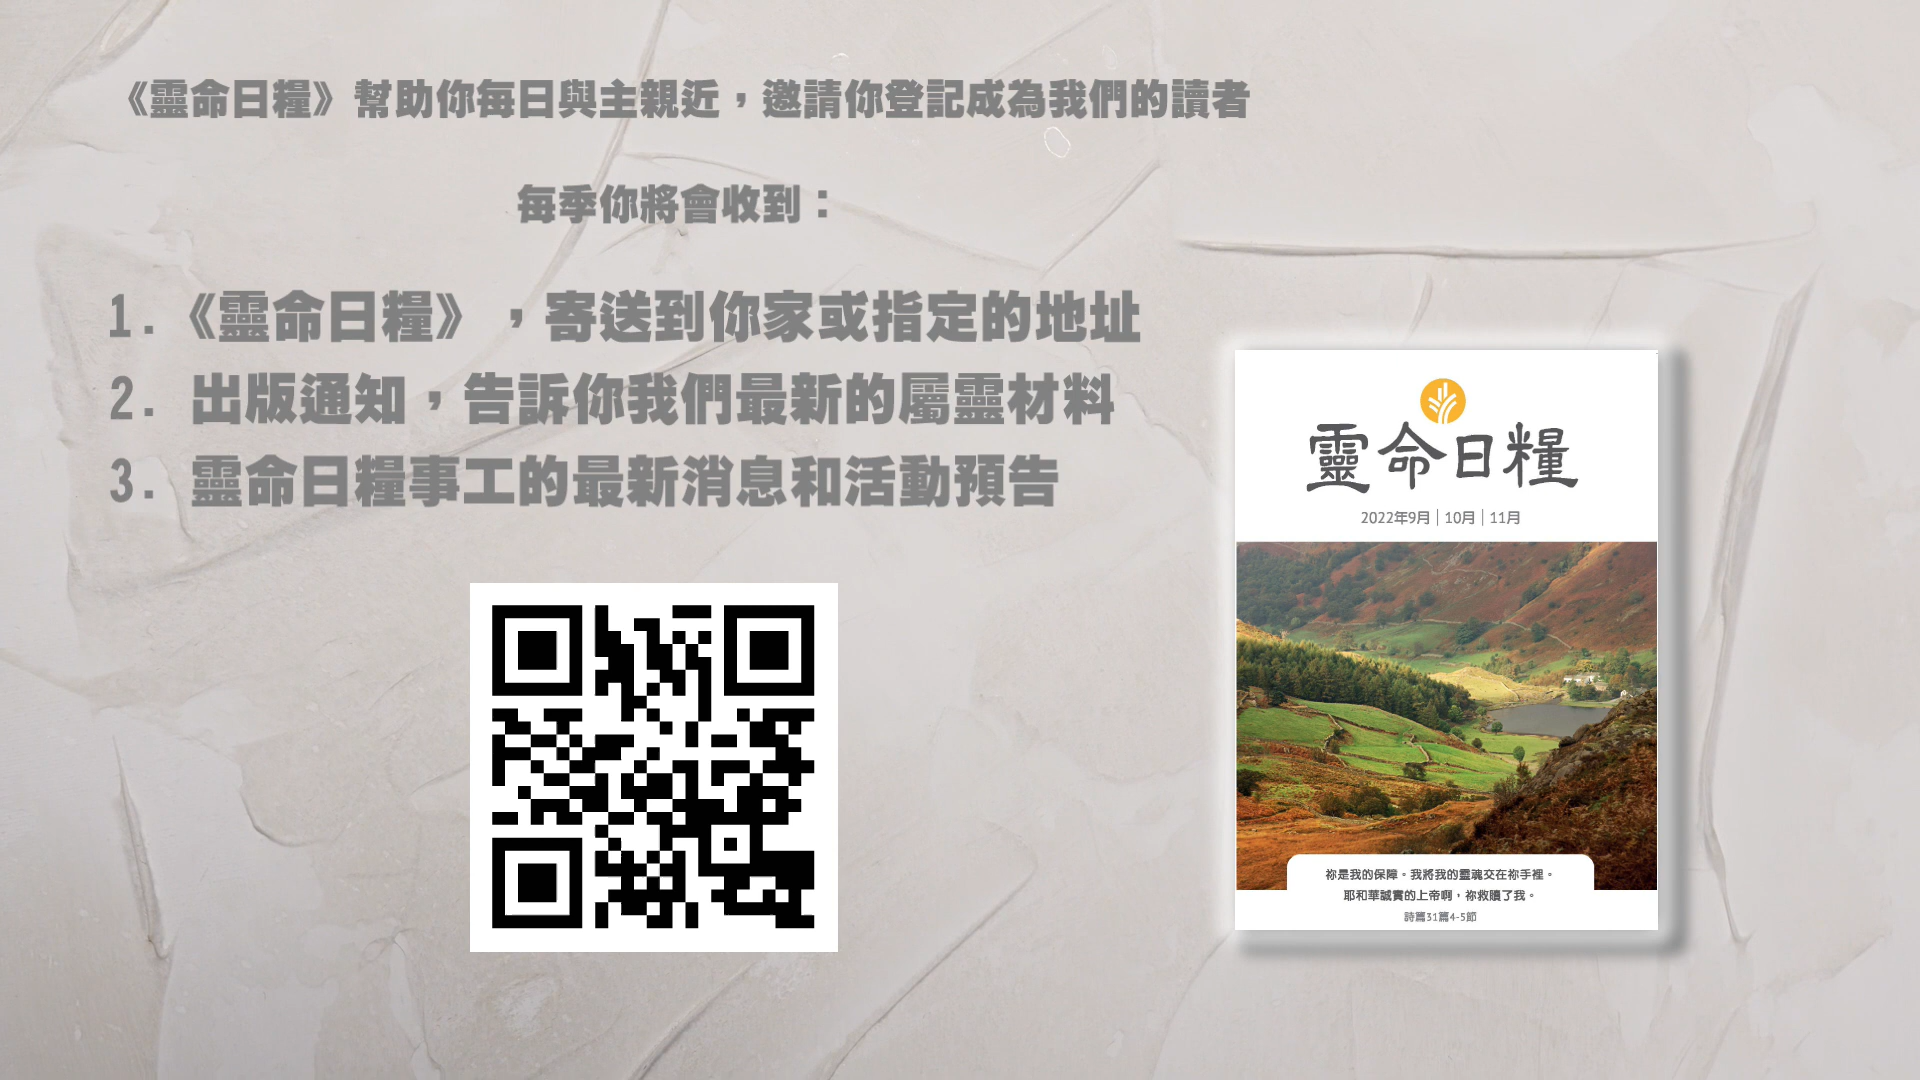 《靈命日糧》幫助你每日與主親近，邀請你登記成為我們的讀者
每季你將會收到：
1.《靈命日糧》，寄送到你家或指定的地址
2. 出版通知，告訴你我們最新的屬靈材料
3. 靈命日糧事工的最新消息和活動預告
靈命日糧
2022年9月│10月│11月
祢是我的保障。我將我的靈魂交在祢手裡。
耶和華誠實的上帝啊，祢救贖了我。
詩篇31篇4-5節